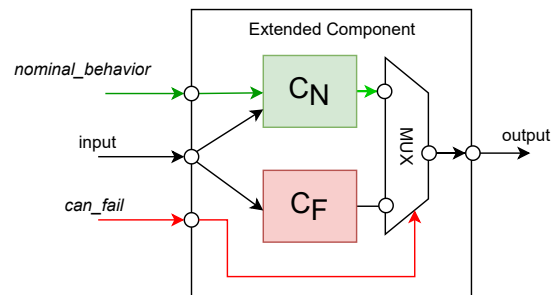 Extended Component
nominal_behavior
C_N
input
MUX
output
can_fail
C_F